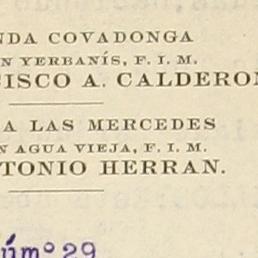 NDA COVADONGA
N YERBANÍS, F. I. M.
CISCO A. CALDERON
A LAS MERCEDES
N AGUA VIEJA, F. I. M.
TONIO HERRAN.
úmº 29